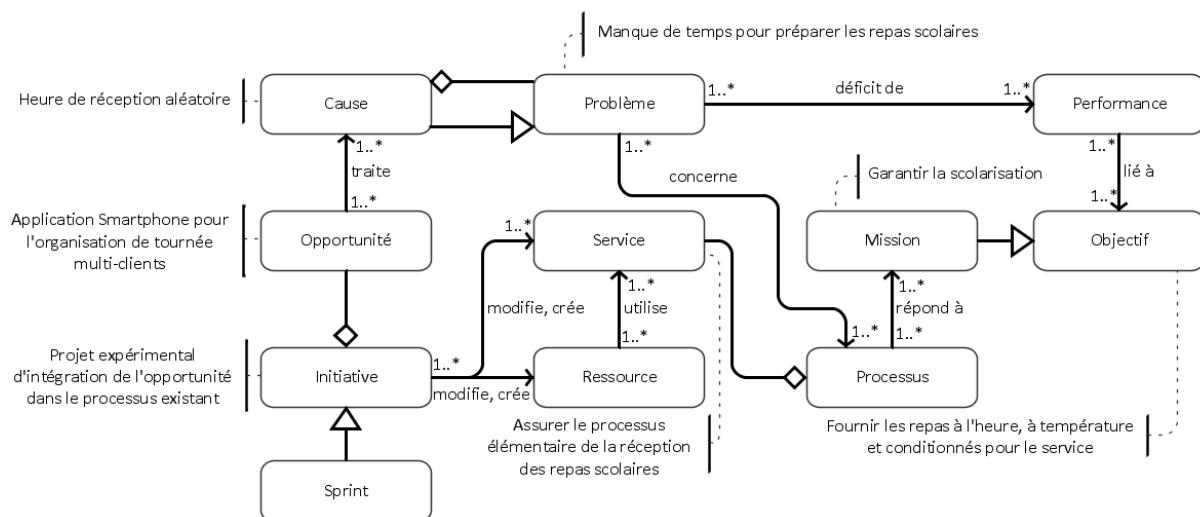 Manque de temps pour préparer les repas scolaires
Heure de réception aléatoire
Cause
Problème
1..*
déficit de
1..*
Performance
1..*
traite
1..*
1..*
concerne
1..*
lié à
1..*
Garantir la scolarisation
Application Smartphone pour
l'organisation de tournée
multi-clients
Opportunité
1..*
Service
Mission
Objectif
modifie, crée
1..*
utilise
1..*
1..*
répond à
1..*
1..*
Projet expérimental
d'intégration de l'opportunité
dans le processus existant
Initiative
1..*
modifie, crée
Ressource
Processus
Assurer le processus
élémentaire de la réception
des repas scolaires
Fournir les repas à l'heure, à température
et conditionnés pour le service
Sprint